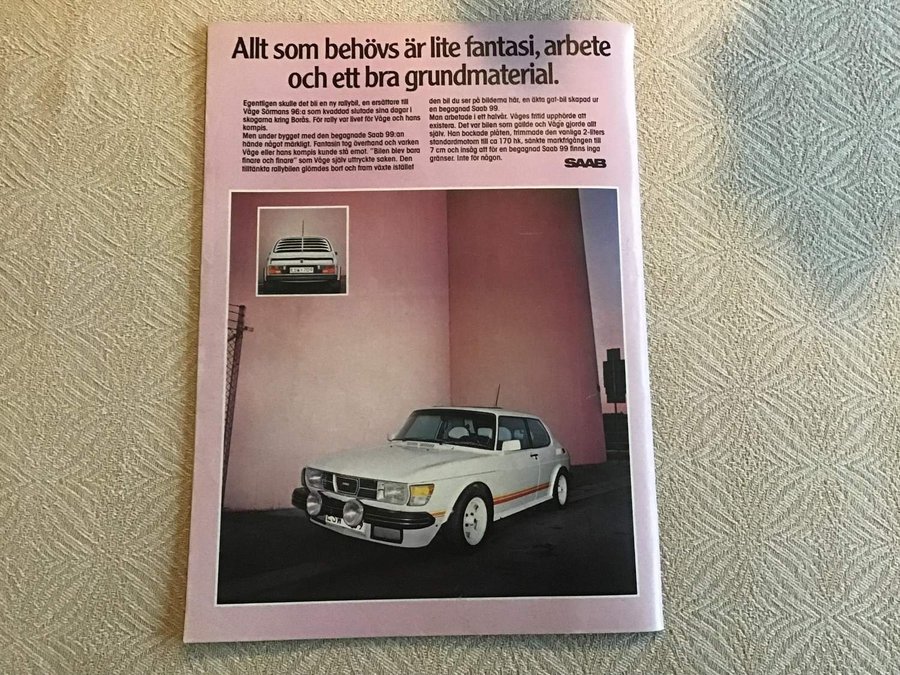 Allt som behövs är lite fantasi, arbete
och ett bra grundmaterial.
Egentligen skulle det bli en ny rallybil, en ersättare till
Våge Sörmans 96:a som kvaddad slutade sina dagar i
skogarna kring Borås. För rally var livet för Våge och hans
kompis.
Men under bygget med den begagnade Saab 99:an
hände något märkligt. Fantasin tog överhand och varken
Våge eller hans kompis kunde stå emot. "Bilen blev bara
finare och finare" som Våge själv uttryckte saken. Den
tilltänkta rallybilen glömdes bort och fram växte istället
den bil du ser på bilderna här, en äkta gat-bil skapad ur
en begagnad Saab 99.
Man arbetade i ett halvår. Våges fritid upphörde att
existera. Det var bilen som gällde och Våge gjorde allt
själv. Han bockade plåten, trimmade den vanliga 2-liters
standardmotorn till ca 170 hk, sänkte markfrigången till
7 cm och insåg att för en begagnad Saab 99 finns inga
gränser. Inte för någon.
SAAB